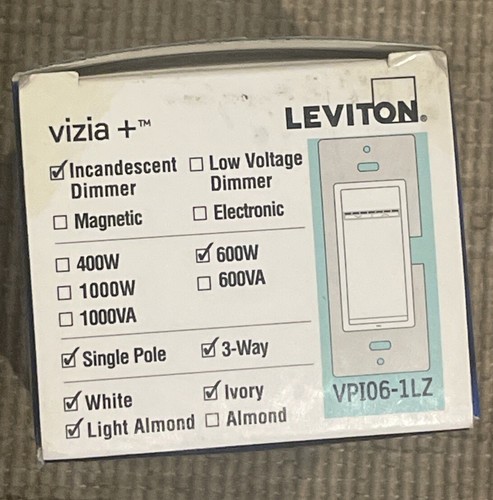 vizia +™
LEVITON®
☑ Incandescent Dimmer
☐ Low Voltage Dimmer
☐ Magnetic
☐ Electronic
☐ 400W
☑ 600W
☐ 1000W
☐ 600VA
☐ 1000VA
☑ Single Pole
☑ 3-Way
☑ White
☑ Ivory
☑ Light Almond
☐ Almond
VPI06-1LZ